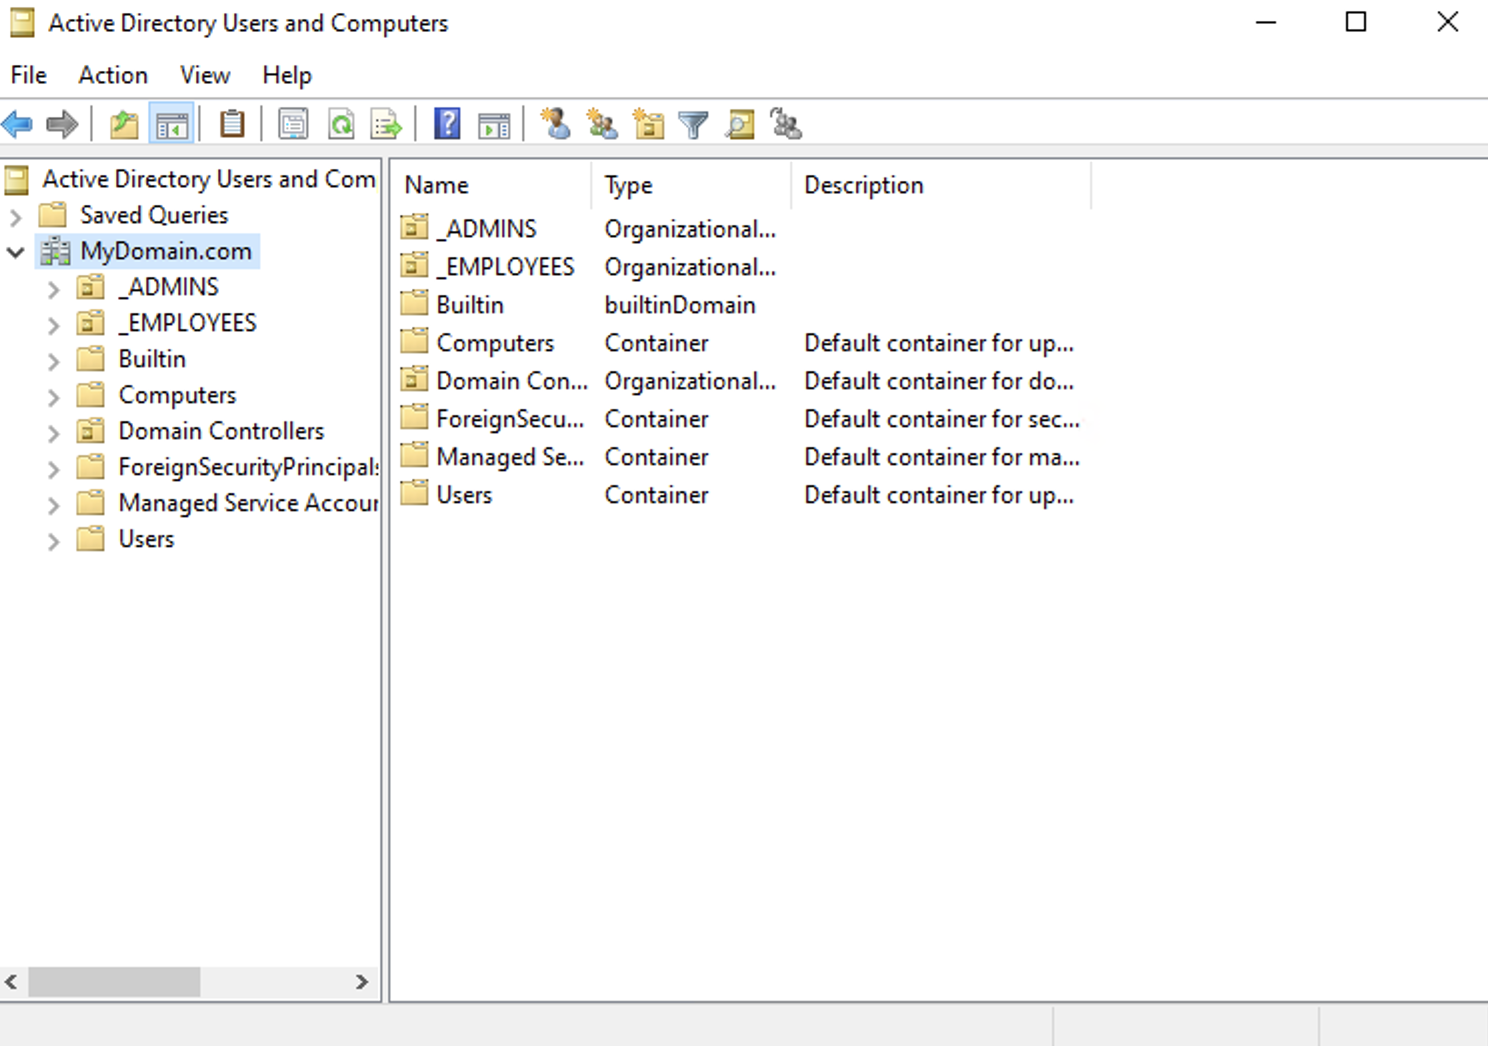 Active Directory Users and Computers
File Action View Help
Active Directory Users and Com
Saved Queries
MyDomain.com
_ADMINS
_EMPLOYEES
Builtin
Computers
Domain Controllers
ForeignSecurityPrincipals
Managed Service Accour
Users
Name Type Description
_ADMINS Organizational...
_EMPLOYEES Organizational...
Builtin builtinDomain
Computers Container Default container for up...
Domain Con... Organizational... Default container for do...
ForeignSecu... Container Default container for sec...
Managed Se... Container Default container for ma...
Users Container Default container for up...